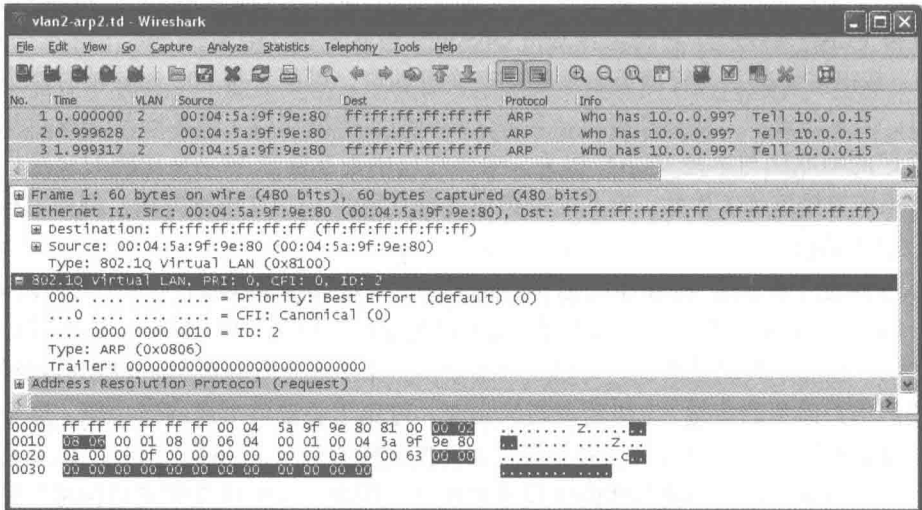 vlan2-arp2.td - Wireshark
File Edit View Go Capture Analyze Statistics Telephony Tools Help
No. Time VLAN Source Dest Protocol Info
1 0.000000 2 00:04:5a:9f:9e:80 ff:ff:ff:ff:ff:ff ARP who has 10.0.0.99? Tell 10.0.0.15
2 0.999628 2 00:04:5a:9f:9e:80 ff:ff:ff:ff:ff:ff ARP who has 10.0.0.99? Tell 10.0.0.15
3 1.999317 2 00:04:5a:9f:9e:80 ff:ff:ff:ff:ff:ff ARP who has 10.0.0.99? Tell 10.0.0.15
Frame 1: 60 bytes on wire (480 bits), 60 bytes captured (480 bits)
Ethernet II, Src: 00:04:5a:9f:9e:80 (00:04:5a:9f:9e:80), Dst: ff:ff:ff:ff:ff:ff (ff:ff:ff:ff:ff:ff)
Destination: ff:ff:ff:ff:ff:ff (ff:ff:ff:ff:ff:ff)
Source: 00:04:5a:9f:9e:80 (00:04:5a:9f:9e:80)
Type: 802.1Q Virtual LAN (0x8100)
802.1Q Virtual LAN, PRI: 0, CFI: 0, ID: 2
000. .... .... .... = Priority: Best Effort (default) (0)
...0 .... .... .... = CFI: Canonical (0)
.... 0000 0000 0010 = ID: 2
Type: ARP (0x0806)
Trailer: 0000000000000000000000000000
Address Resolution Protocol (request)
0000 ff ff ff ff ff ff 00 04 5a 9f 9e 80 81 00 00 02 ........ Z.......
0010 08 06 00 01 08 00 06 04 00 01 00 04 5a 9f 9e 80 ........ ....Z...
0020 0a 00 00 0f 00 00 00 00 00 00 0a 00 00 63 00 00 ........ .....c..
0030 00 00 00 00 00 00 00 00 00 00 00 00 ........ ....